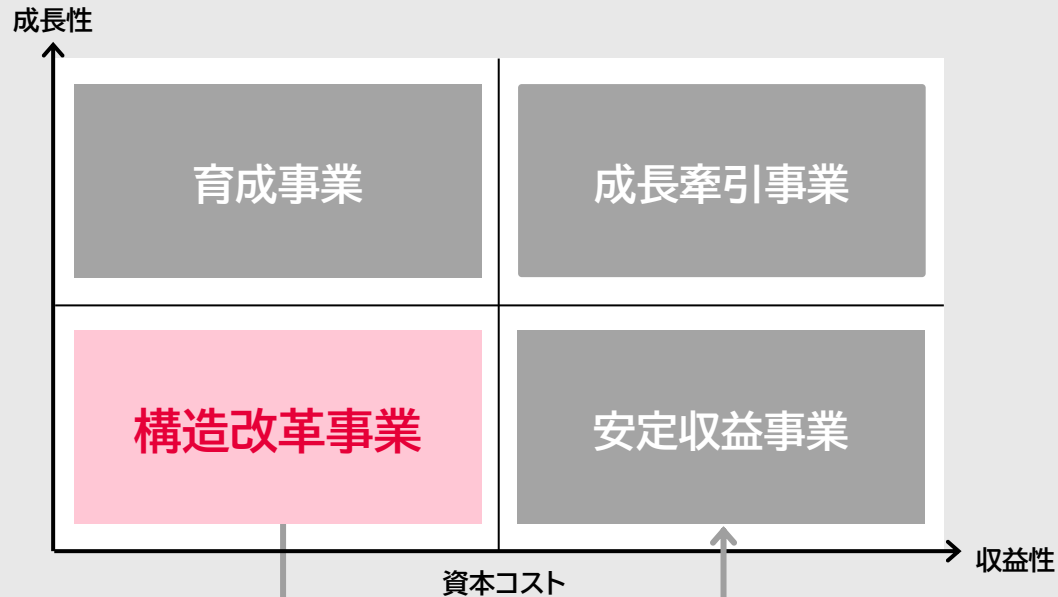 成長性
育成事業
成長牽引事業
構造改革事業
安定収益事業
収益性
資本コスト